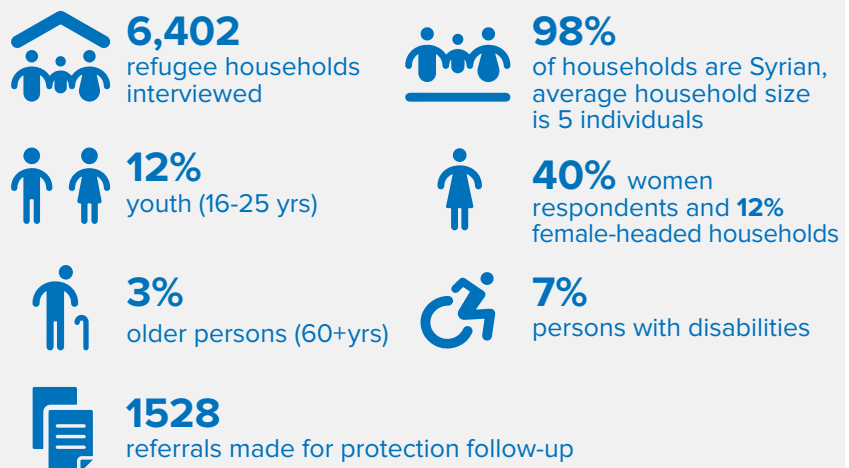 6,402
refugee households
interviewed
98%
of households are Syrian,
average household size
is 5 individuals
12%
youth (16-25 yrs)
40% women
respondents and 12%
female-headed households
3%
older persons (60+yrs)
7%
persons with disabilities
1528
referrals made for protection follow-up